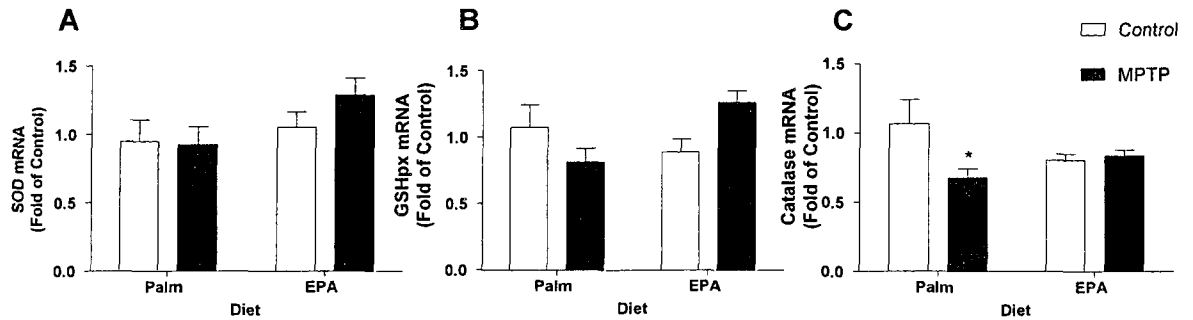 A
SOD mRNA
(Fold of Control)
1.5
1.0
0.5
0.0
Palm
EPA
Diet
B
GSHpx mRNA
(Fold of Control)
1.5
1.0
0.5
0.0
Palm
EPA
Diet
C
Control
MPTP
Catalase mRNA
(Fold of Control)
1.5
1.0
0.5
0.0
*
Palm
EPA
Diet